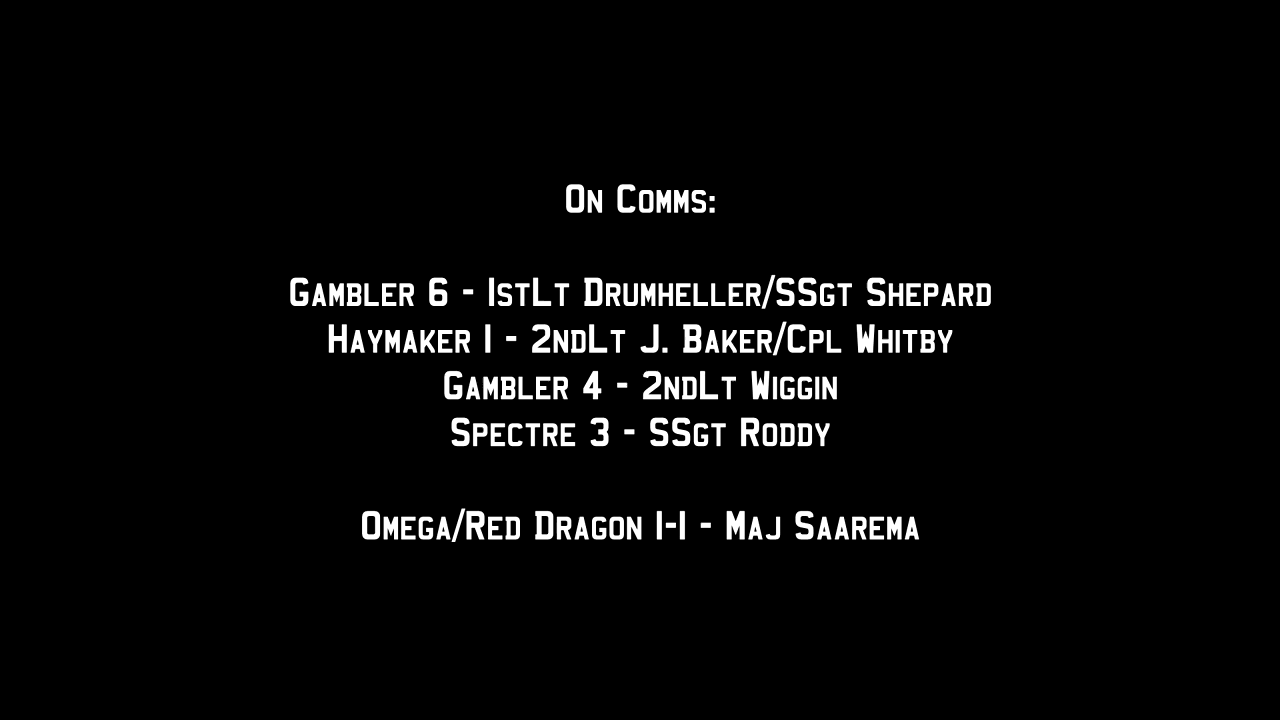 On Comms:
Gambler 6 - 1stLt Drumheller/SSgt Shepard
Haymaker 1 - 2ndLt J. Baker/Cpl Whitby
Gambler 4 - 2ndLt Wiggin
Spectre 3 - SSgt Roddy
Omega/Red Dragon 1-1 - Maj Saarema